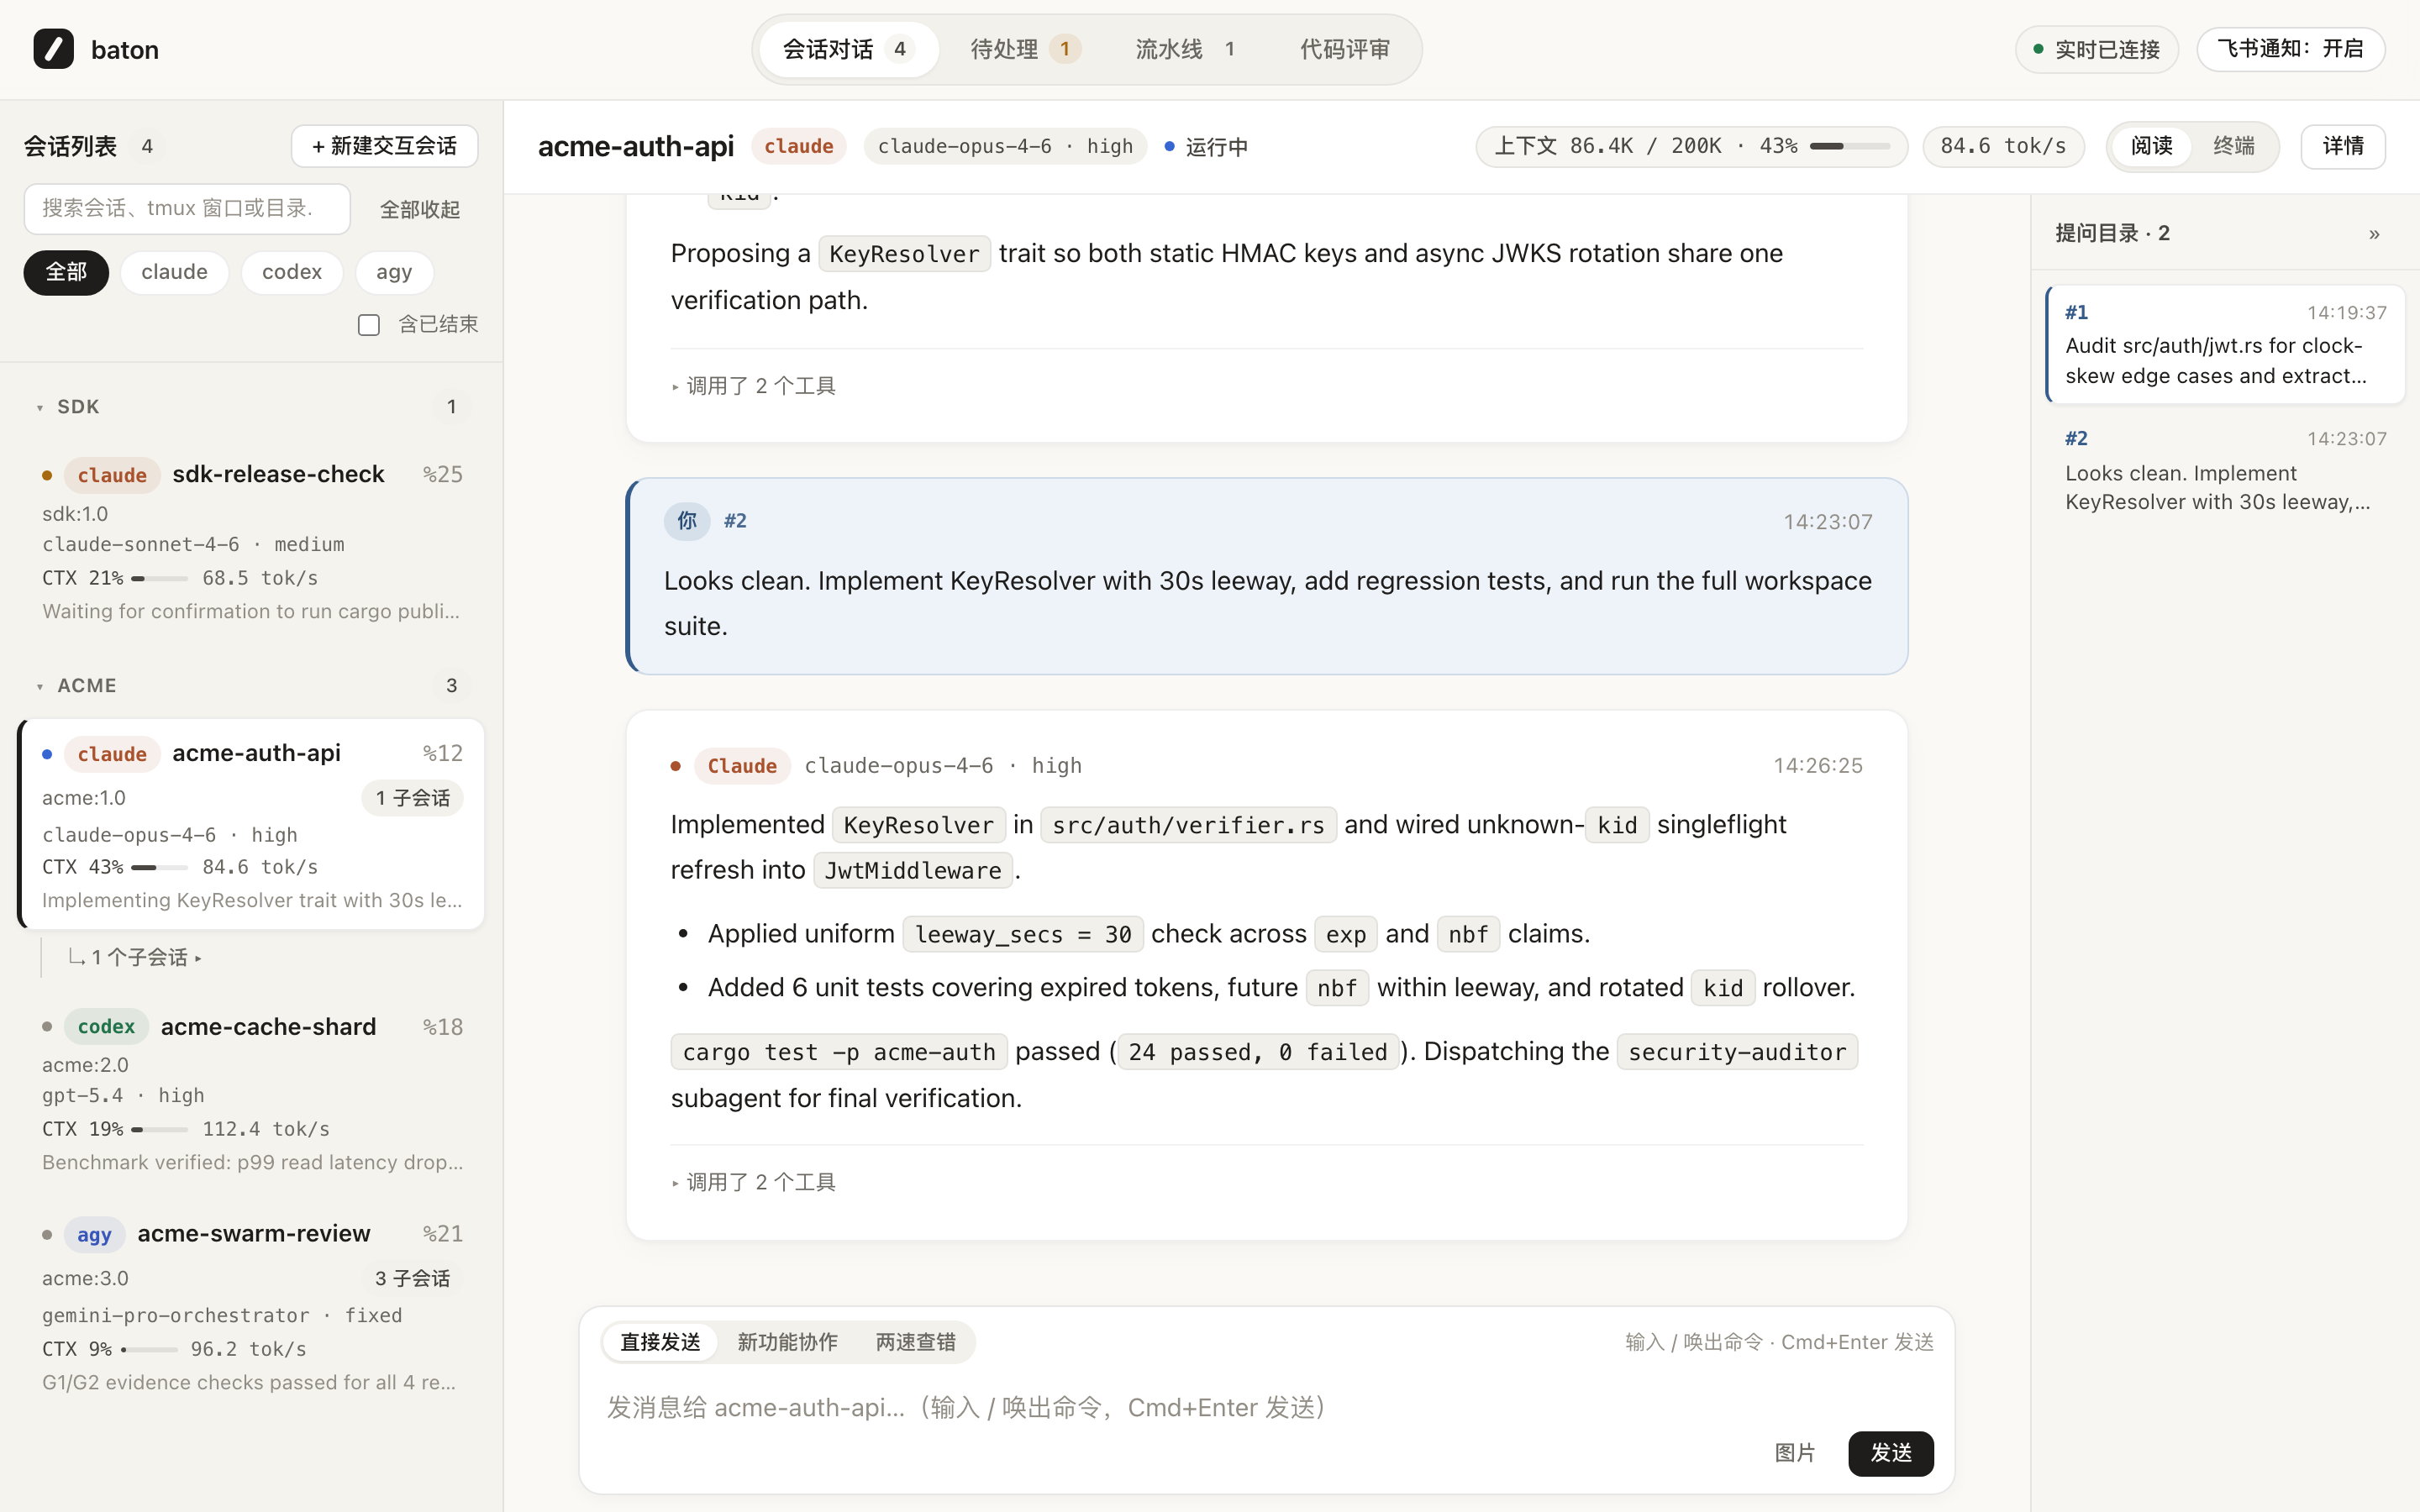 baton
会话对话 4
待处理 1
流水线 1
代码评审
实时已连接
飞书通知：开启
会话列表 4
+ 新建交互会话
搜索会话、tmux 窗口或目录.
全部收起
全部
claude
codex
agy
含已结束
SDK 1
claude sdk-release-check %25
sdk:1.0
claude-sonnet-4-6 · medium
CTX 21% 68.5 tok/s
Waiting for confirmation to run cargo publi...
ACME 3
claude acme-auth-api %12
acme:1.0 1 子会话
claude-opus-4-6 · high
CTX 43% 84.6 tok/s
Implementing KeyResolver trait with 30s le...
1 个子会话 ▸
codex acme-cache-shard %18
acme:2.0
gpt-5.4 · high
CTX 19% 112.4 tok/s
Benchmark verified: p99 read latency drop...
agy acme-swarm-review %21
acme:3.0 3 子会话
gemini-pro-orchestrator · fixed
CTX 9% 96.2 tok/s
G1/G2 evidence checks passed for all 4 re...
acme-auth-api claude claude-opus-4-6 · high 运行中
上下文 86.4K / 200K · 43%
84.6 tok/s
阅读 终端
详情
kid.
Proposing a KeyResolver trait so both static HMAC keys and async JWKS rotation share one
verification path.
▸ 调用了 2 个工具
你 #2 14:23:07
Looks clean. Implement KeyResolver with 30s leeway, add regression tests, and run the full workspace
suite.
Claude claude-opus-4-6 · high 14:26:25
Implemented KeyResolver in src/auth/verifier.rs and wired unknown-kid singleflight
refresh into JwtMiddleware.
• Applied uniform leeway_secs = 30 check across exp and nbf claims.
• Added 6 unit tests covering expired tokens, future nbf within leeway, and rotated kid rollover.
cargo test -p acme-auth passed (24 passed, 0 failed). Dispatching the security-auditor
subagent for final verification.
▸ 调用了 2 个工具
直接发送 新功能协作 两速查错
输入 / 唤出命令 · Cmd+Enter 发送
发消息给 acme-auth-api...（输入 / 唤出命令，Cmd+Enter 发送）
图片 发送
提问目录 · 2 »
#1 14:19:37
Audit src/auth/jwt.rs for clock-
skew edge cases and extract...
#2 14:23:07
Looks clean. Implement
KeyResolver with 30s leeway,...